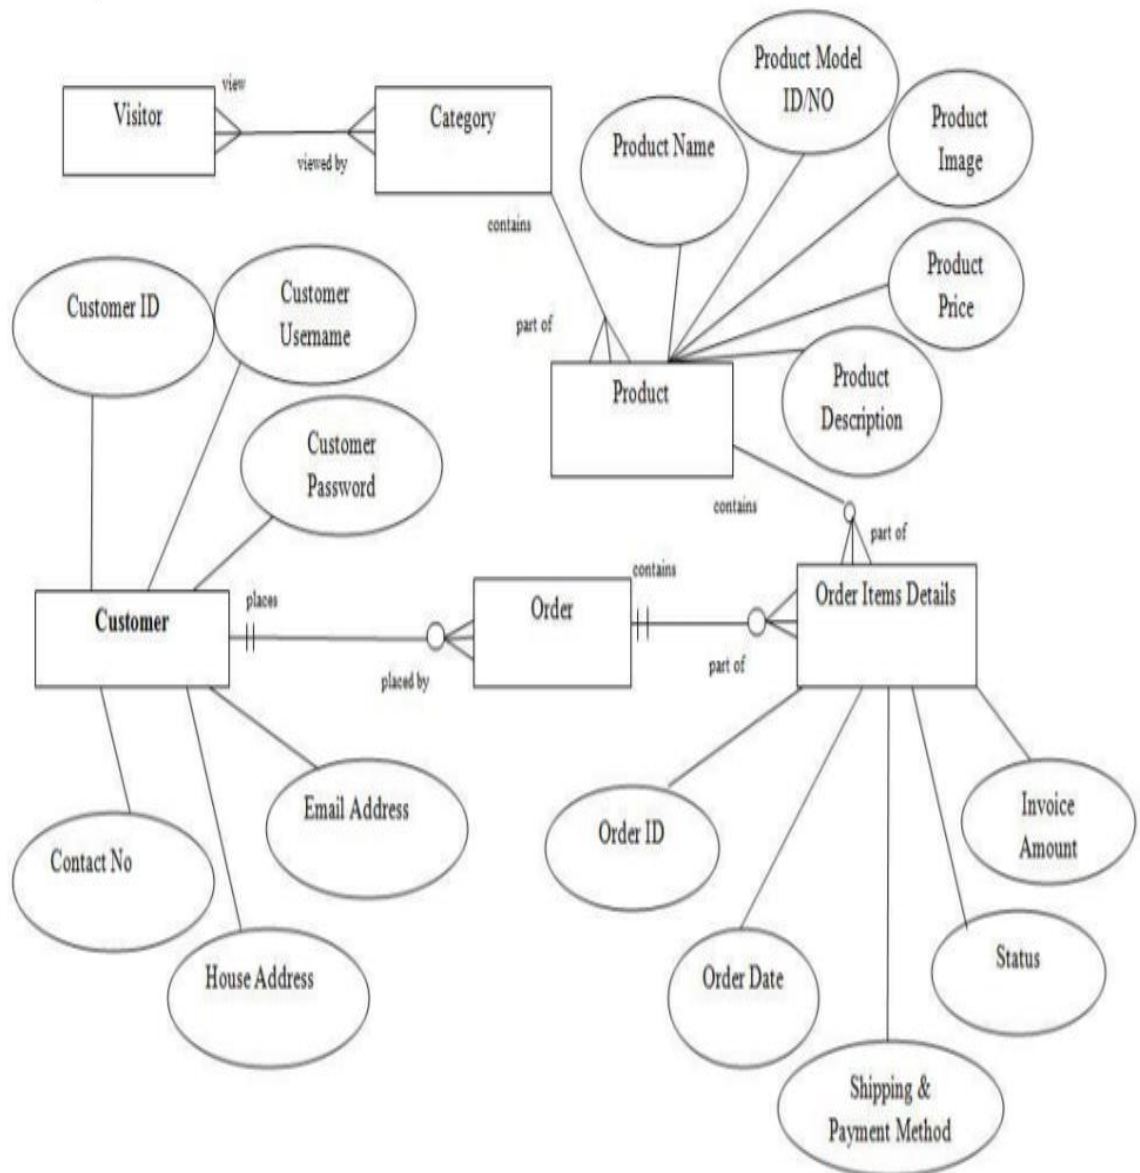 view
Visitor
Category
viewed by
Product Model
ID/NO
Product Name
Product
Image
contains
Product
Price
part of
Product
Description
Product
Customer ID
Customer
Username
Customer
Password
contains
part of
Customer
places
placed by
Order
contains
part of
Order Items Details
Contact No
Email Address
House Address
Order ID
Order Date
Shipping &
Payment Method
Status
Invoice
Amount